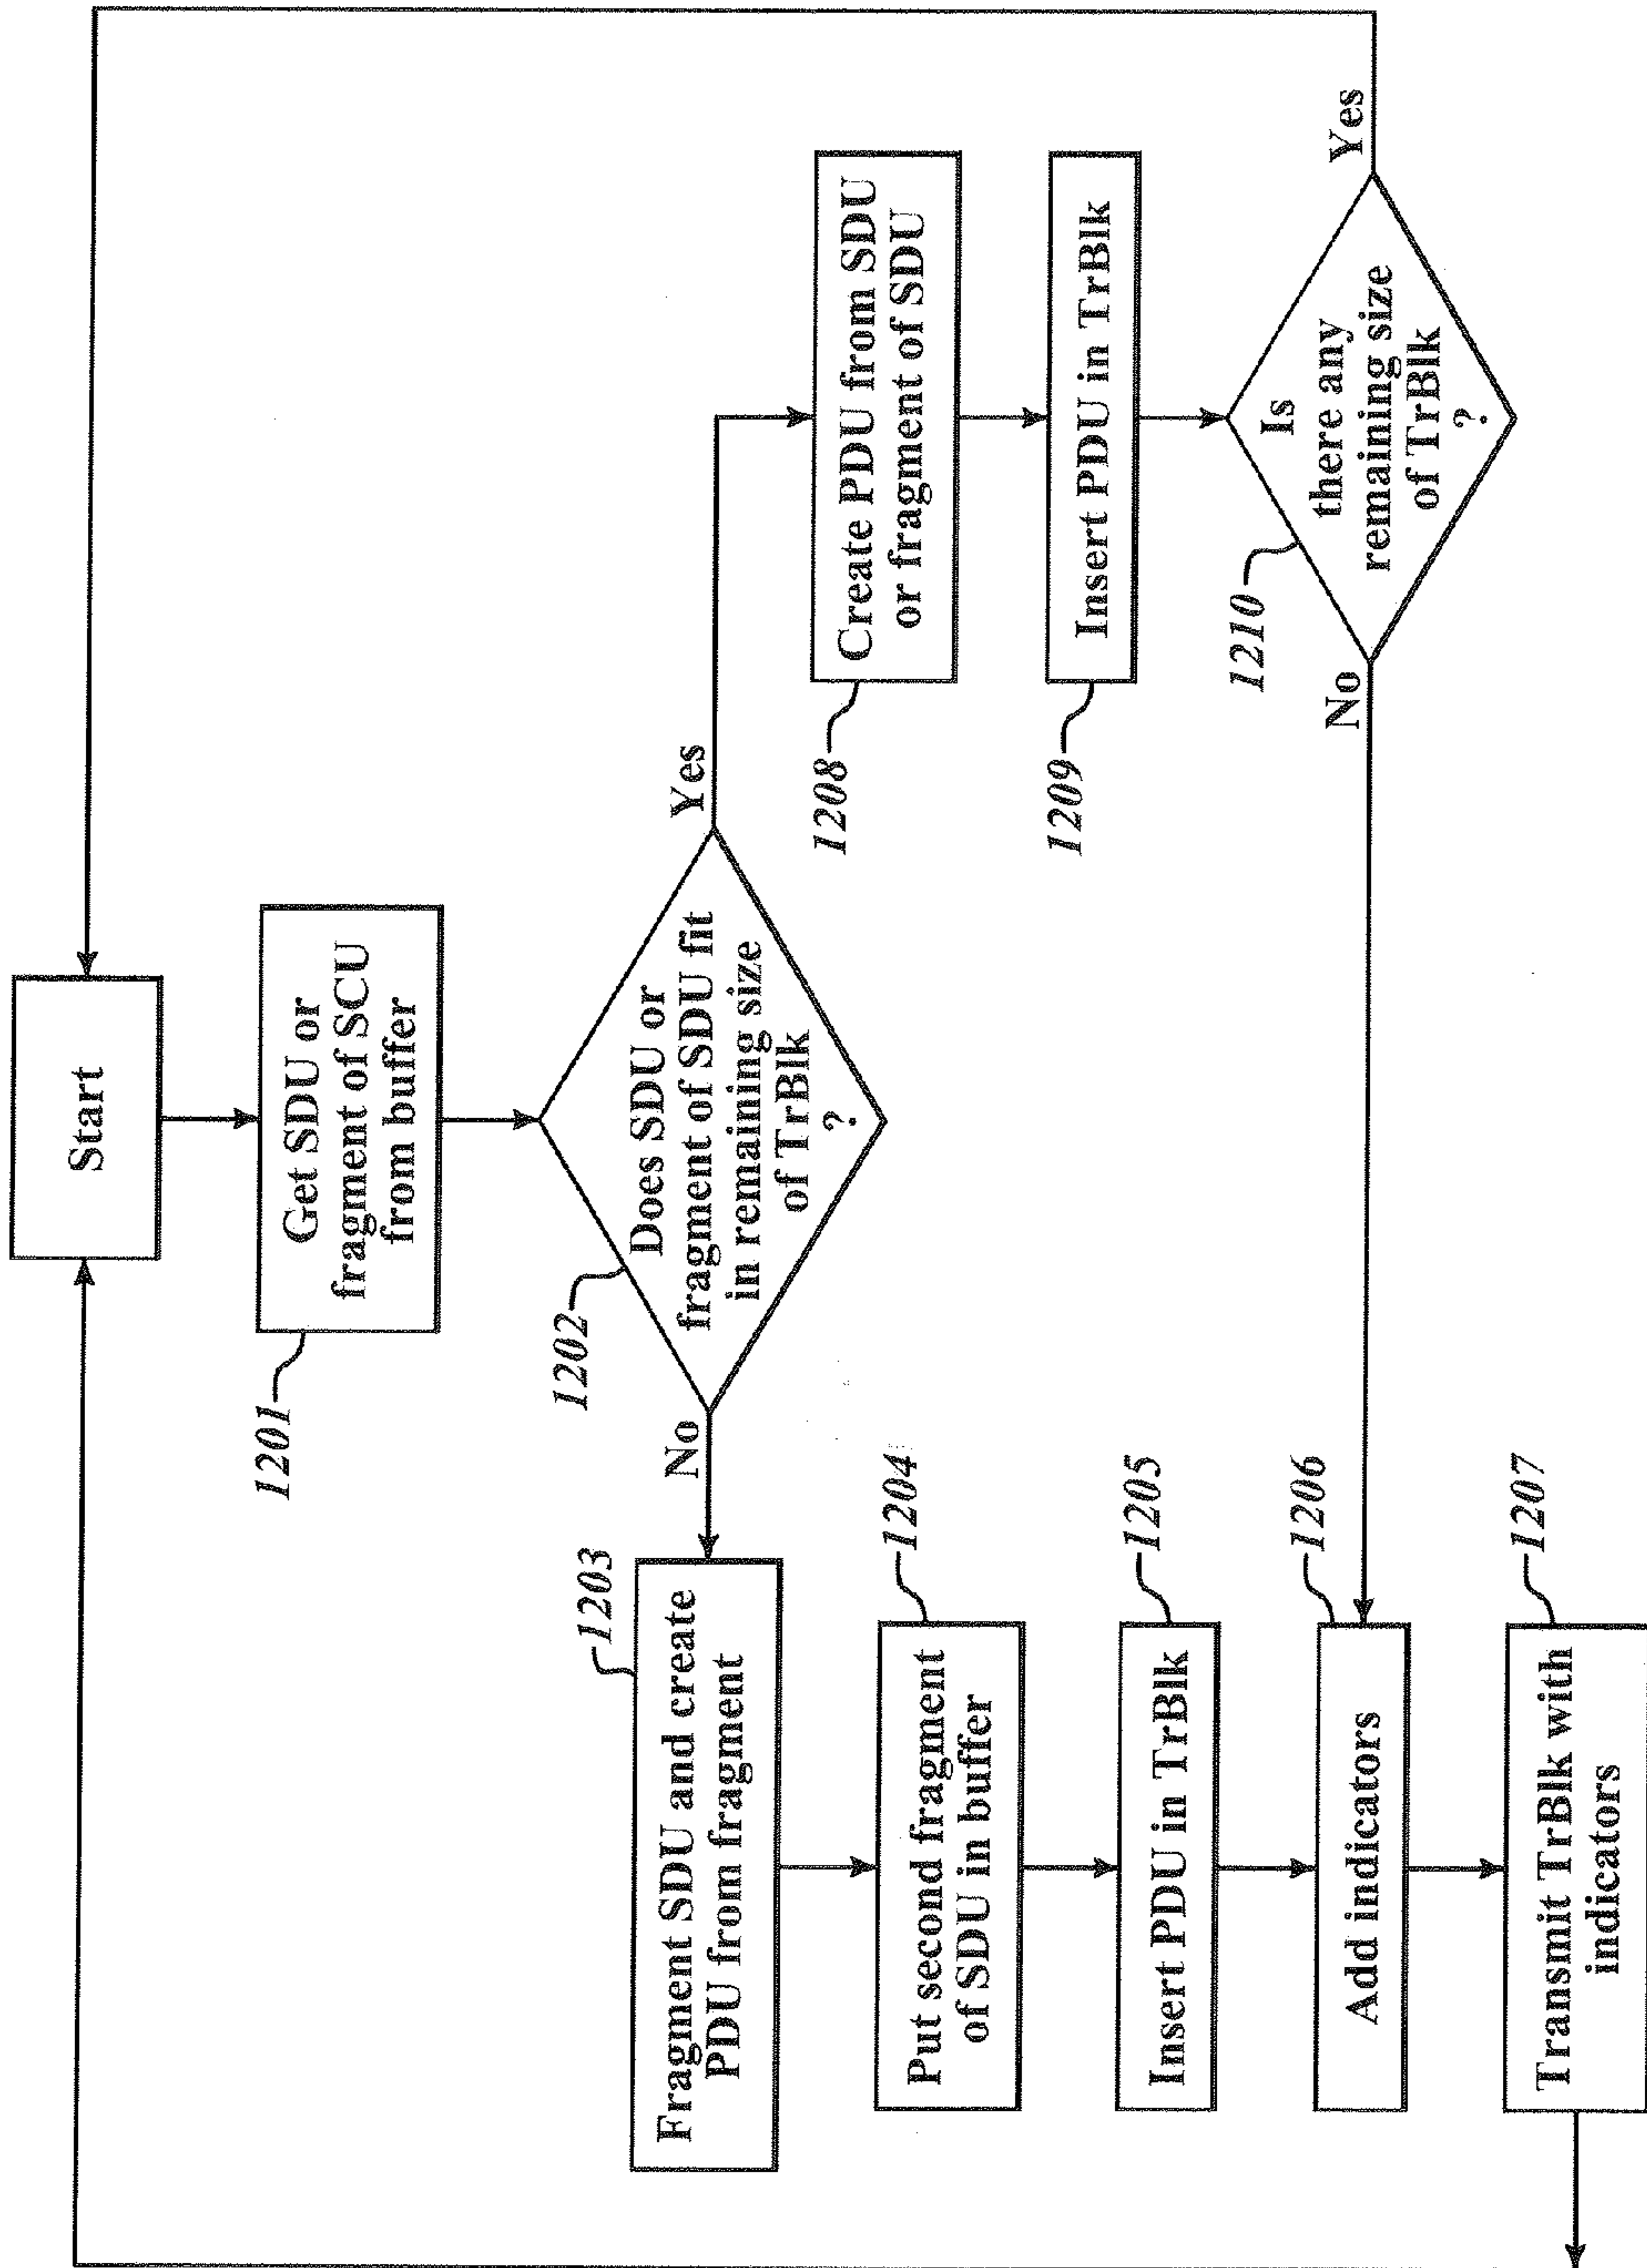 Start
Get SDU or
fragment of SCU
from buffer
1201
Does SDU or
fragment of SDU fit
in remaining size
of TrBlk
?
1202
No
Yes
Fragment SDU and create
PDU from fragment
1203
Put second fragment
of SDU in buffer
1204
Insert PDU in TrBlk
1205
Add indicators
1206
Transmit TrBlk with
indicators
1207
Create PDU from SDU
or fragment of SDU
1208
Insert PDU in TrBlk
1209
Is
there any
remaining size
of TrBlk
?
1210
No
Yes